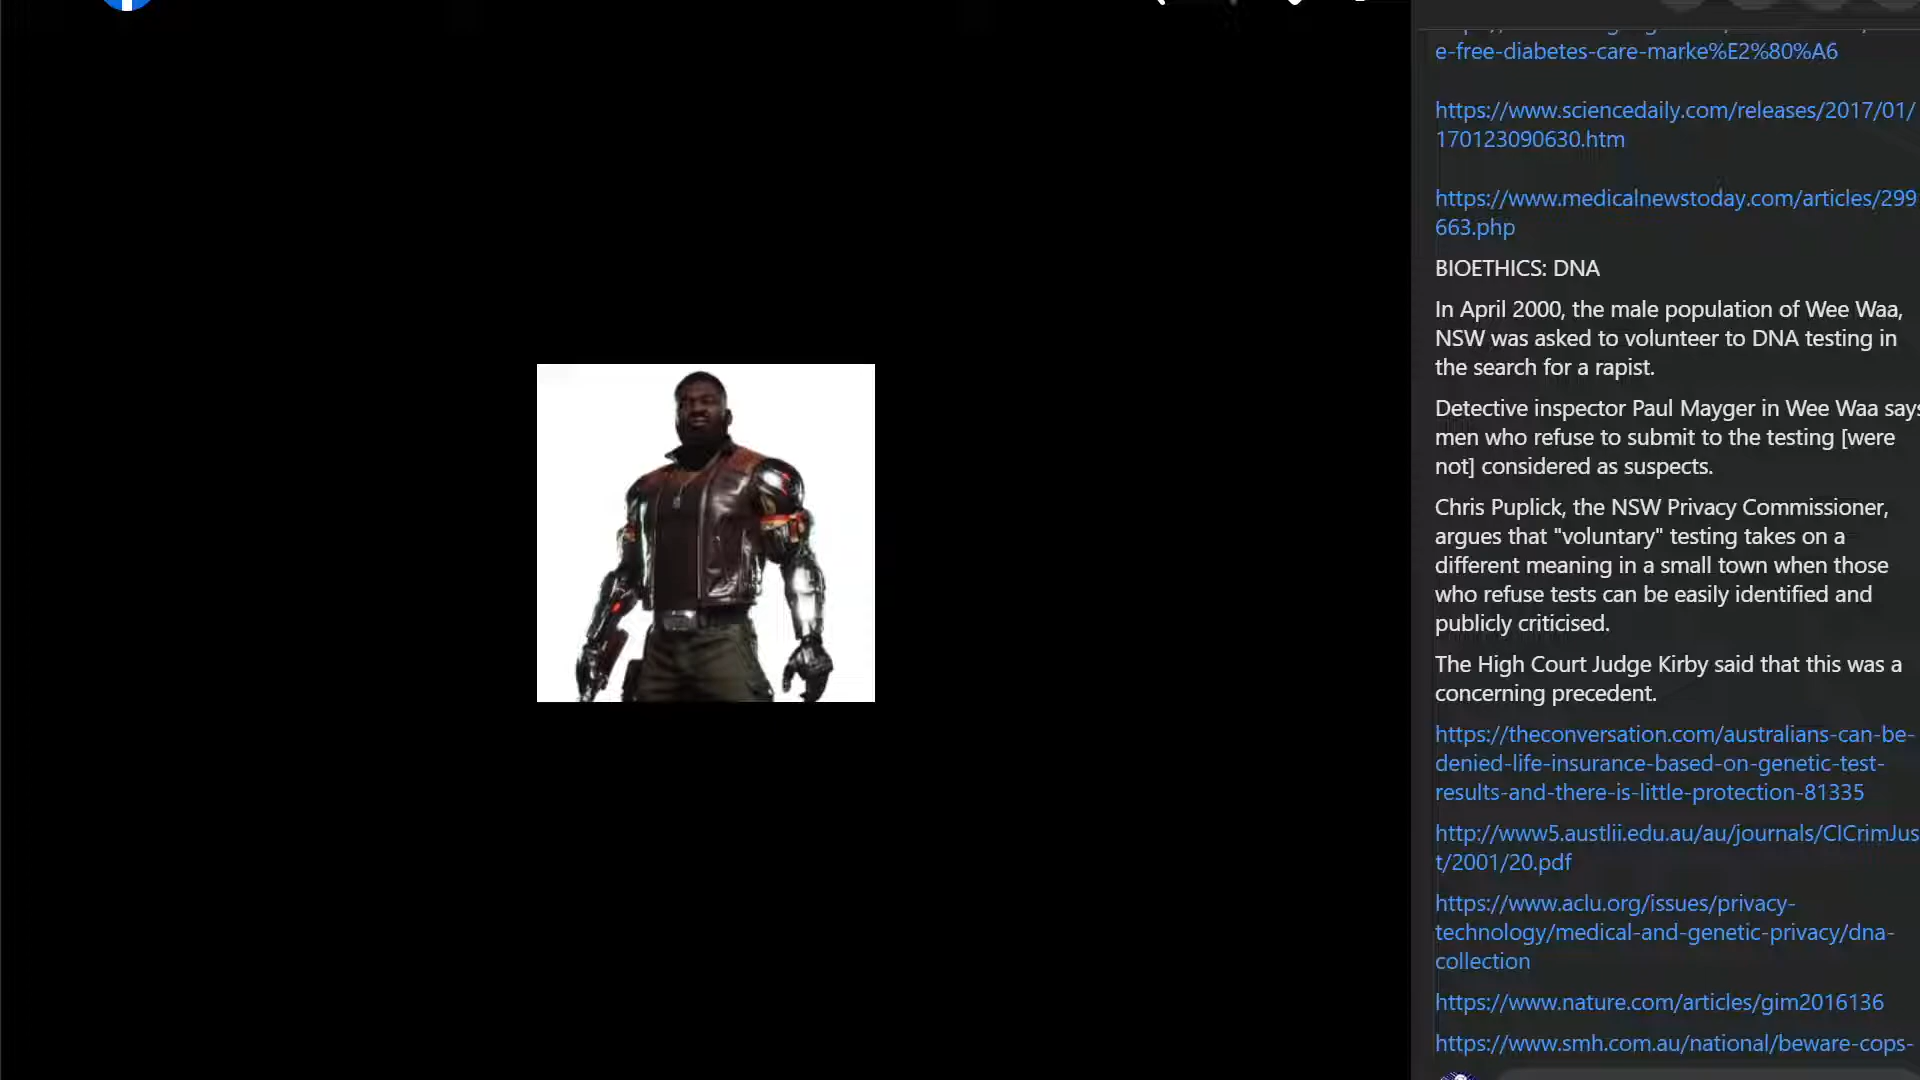 e-free-diabetes-care-marke%E2%80%A6
https://www.sciencedaily.com/releases/2017/01/
170123090630.htm
https://www.medicalnewstoday.com/articles/299
663.php
BIOETHICS: DNA
In April 2000, the male population of Wee Waa,
NSW was asked to volunteer to DNA testing in
the search for a rapist.
Detective inspector Paul Mayger in Wee Waa says
men who refuse to submit to the testing [were
not] considered as suspects.
Chris Puplick, the NSW Privacy Commissioner,
argues that "voluntary" testing takes on a
different meaning in a small town when those
who refuse tests can be easily identified and
publicly criticised.
The High Court Judge Kirby said that this was a
concerning precedent.
https://theconversation.com/australians-can-be-
denied-life-insurance-based-on-genetic-test-
results-and-there-is-little-protection-81335
http://www5.austlii.edu.au/au/journals/CICrimJus
t/2001/20.pdf
https://www.aclu.org/issues/privacy-
technology/medical-and-genetic-privacy/dna-
collection
https://www.nature.com/articles/gim2016136
https://www.smh.com.au/national/beware-cops-